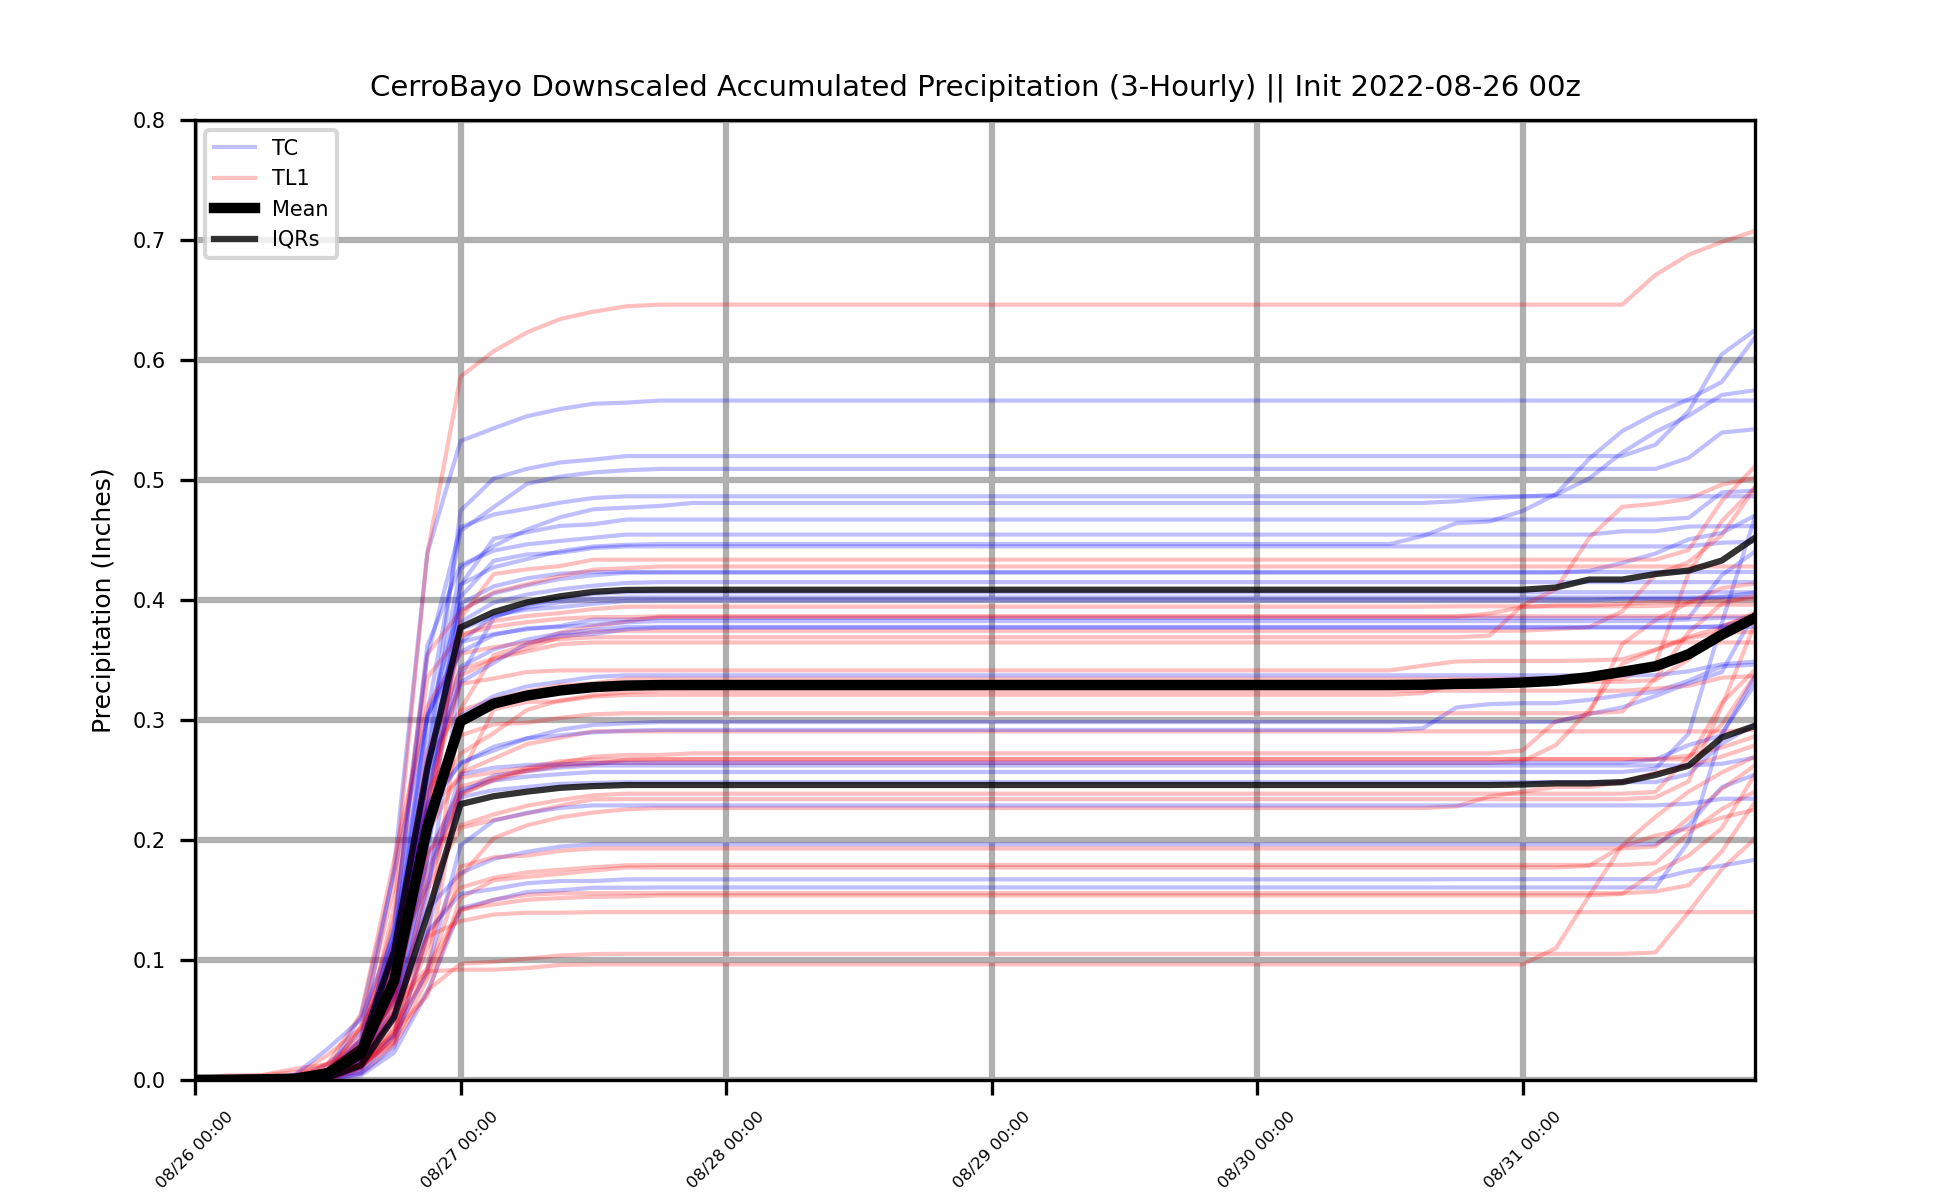 CerroBayo Downscaled Accumulated Precipitation (3-Hourly) || Init 2022-08-26 00z
TC
TL1
Mean
IQRs
Precipitation (Inches)
0.8
0.7
0.6
0.5
0.4
0.3
0.2
0.1
0.0
08/26 00:00
08/27 00:00
08/28 00:00
08/29 00:00
08/30 00:00
08/31 00:00